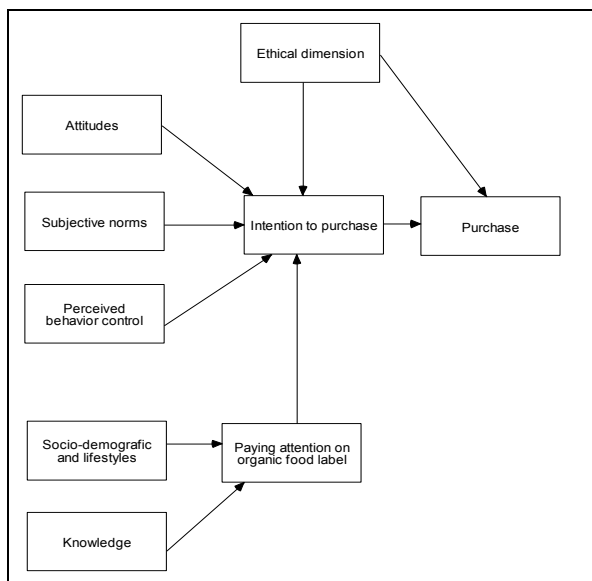 Ethical dimension
Attitudes
Subjective norms
Intention to purchase
Purchase
Perceived
behavior control
Socio-demografic
and lifestyles
Paying attention on
organic food label
Knowledge